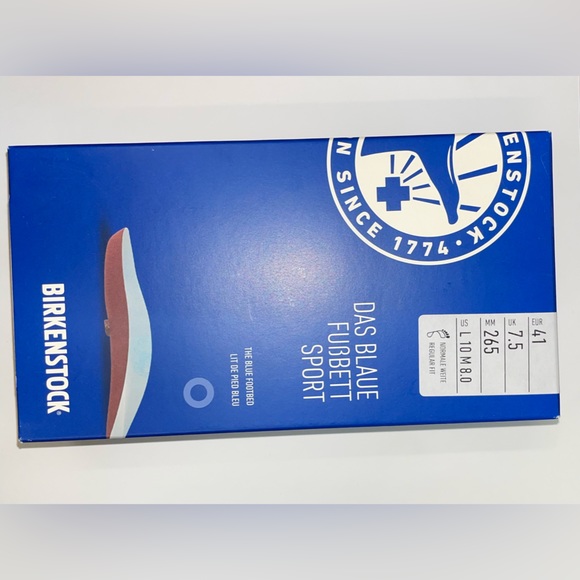 ENSTOCK · N SINCE 1774 ·
EUR 41
UK 7.5
MM 265
US L 10 M 8.0
NORMALE WEITE
REGULAR FIT
DAS BLAUE
FUẞBETT
SPORT
THE BLUE FOOTBED
LIT DE PIED BLEU
BIRKENSTOCK®